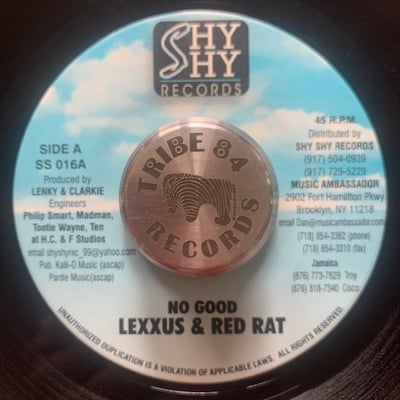 SHY
SHY
RECORDS
SIDE A
SS 016A
Produced by
LENKY & CLARKIE
Engineers
Philip Smart, Madman,
Tootie Wayne, Ten
at H.C. & F Studios
email shyshyrec_99@yahoo.com
Pub. Kalli-O Music (ascap)
Pardie Music(ascap)
TRIBE 84
RECORDS
45 R.P.M.
Distributed by
SHY SHY RECORDS
(917) 504-0939
(917) 729-5229
MUSIC AMBASSADOR
2902 Fort Hamilton Pkwy
Brooklyn, NY 11218
email Dan@musicambassador.com
(718) 854-3382 (phone)
(718) 854-3310 (fax)
Jamaica
(876) 773-7629: Troy,
(876) 818-7340 Cisco
NO GOOD
LEXXUS & RED RAT
UNAUTHORIZED DUPLICATION IS A VIOLATION OF APPLICABLE LAWS. ALL RIGHTS RESERVED.